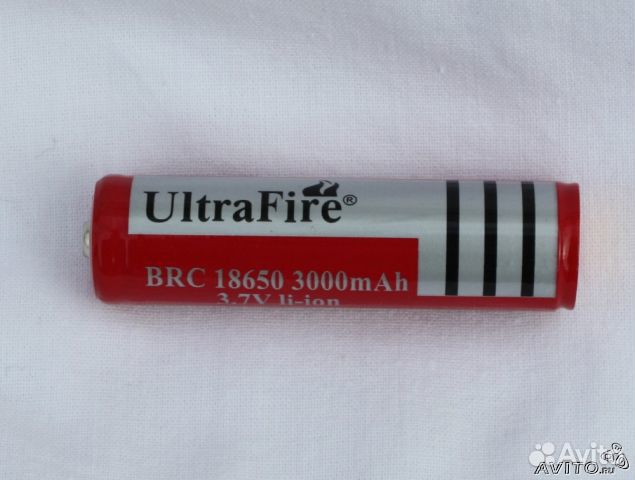 UltraFire®
BRC 18650 3000mAh
3.7V li-ion
Avito
AVITO.ru